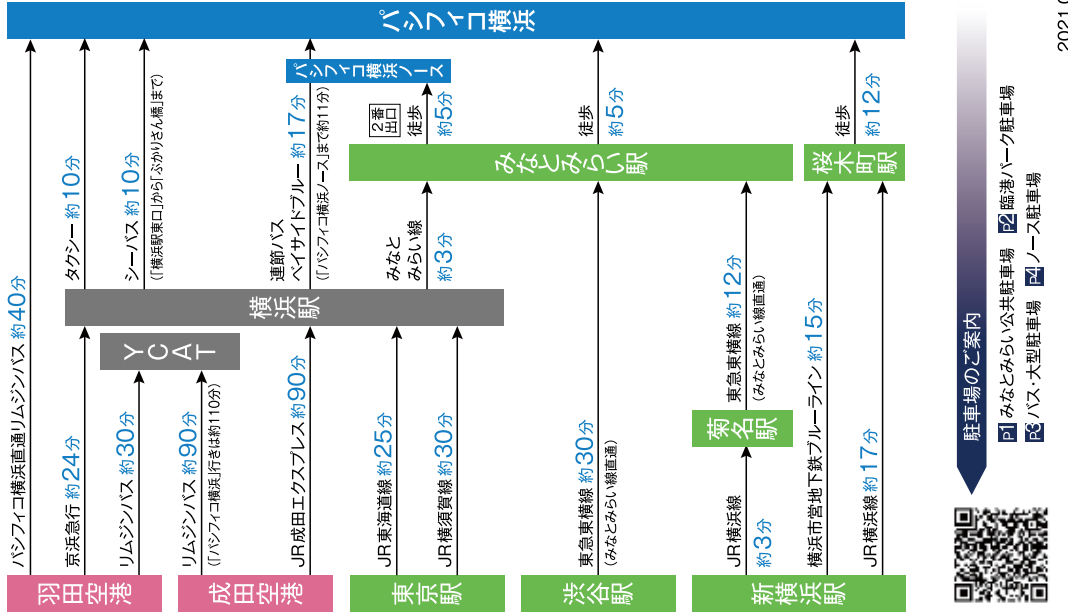 パシフィコ横浜
パシフィコ横浜ノース
羽田空港
パシフィコ横浜直通リムジンバス 約40分
京浜急行 約24分
リムジンバス 約30分
成田空港
リムジンバス 約90分
(「パシフィコ横浜」行きは約110分)
JR成田エクスプレス 約90分
YCAT
横浜駅
タクシー 約10分
シーバス 約10分
(「横浜駅東口」から「ぷかりさん橋」まで)
連節バス
ベイサイドブルー 約17分
(「パシフィコ横浜ノース」まで約11分)
東京駅
JR東海道線 約25分
JR横須賀線 約30分
みなと
みらい線
約3分
みなとみらい駅
2番
出口
徒歩
約5分
渋谷駅
東急東横線 約30分
(みなとみらい線直通)
徒歩
約5分
新横浜駅
JR横浜線
約3分
菊名駅
東急東横線 約12分
(みなとみらい線直通)
横浜市営地下鉄ブルーライン 約15分
JR横浜線 約17分
桜木町駅
徒歩
約12分
駐車場のご案内
P1 みなとみらい公共駐車場 P2 臨港パーク駐車場
P3 バス・大型駐車場 P4 ノース駐車場